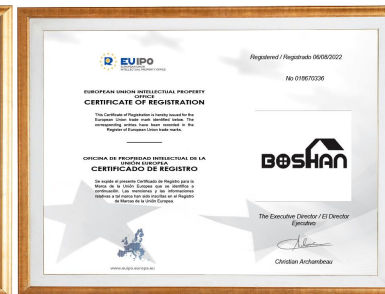 EUIPO
EUROPEAN UNION
INTELLECTUAL PROPERTY OFFICE
EUROPEAN UNION INTELLECTUAL PROPERTY
OFFICE
CERTIFICATE OF REGISTRATION
This Certificate of Registration is hereby issued for the
European Union trade mark identified below. The
corresponding entries have been recorded in the
Register of European Union trade marks.
OFICINA DE PROPIEDAD INTELECTUAL DE LA
UNIÓN EUROPEA
CERTIFICADO DE REGISTRO
Se expide el presente Certificado de Registro para la
Marca de la Unión Europea que se identifica a
continuación. Las menciones y las informaciones
relativas a tal marca han sido inscritas en el Registro
de Marcas de la Unión Europea.
www.euipo.europa.eu
Registered / Registrado 06/08/2022
No 018670336
BOSHAN
The Executive Director / El Director
Ejecutivo
Christian Archambeau